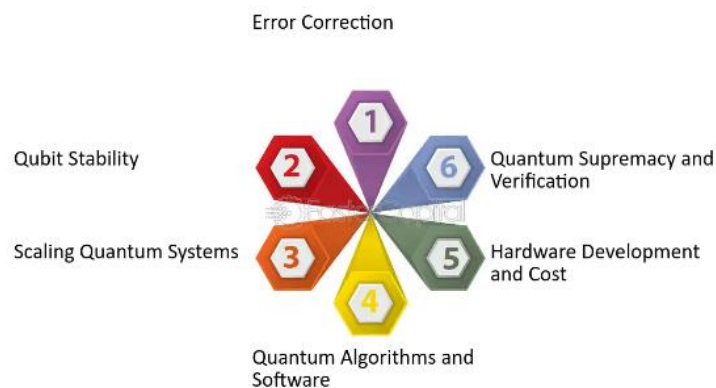 Error Correction
1
2
Qubit Stability
6
Quantum Supremacy and
Verification
3
Scaling Quantum Systems
5
Hardware Development
and Cost
4
Quantum Algorithms and
Software